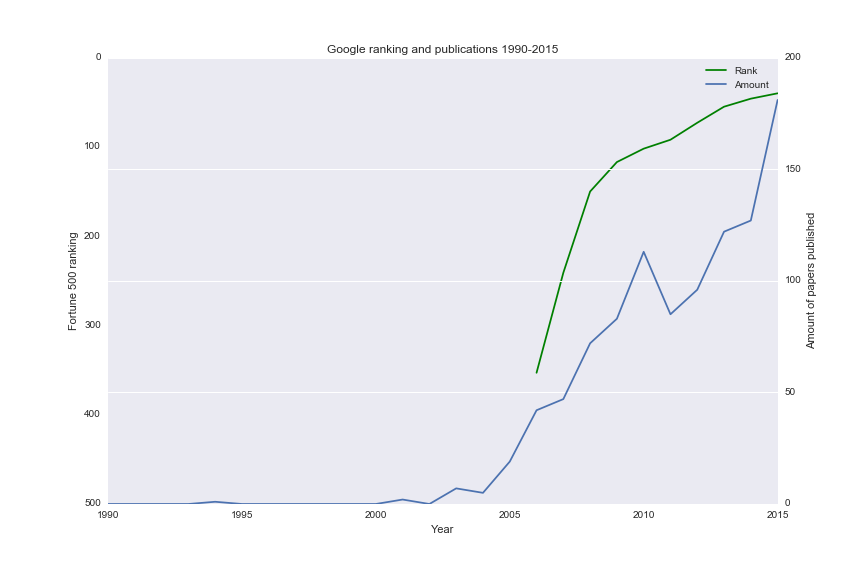 Google ranking and publications 1990-2015
Rank
Amount
0
100
200
300
400
500
Fortune 500 ranking
200
150
100
50
0
Amount of papers published
1990
1995
2000
2005
2010
2015
Year